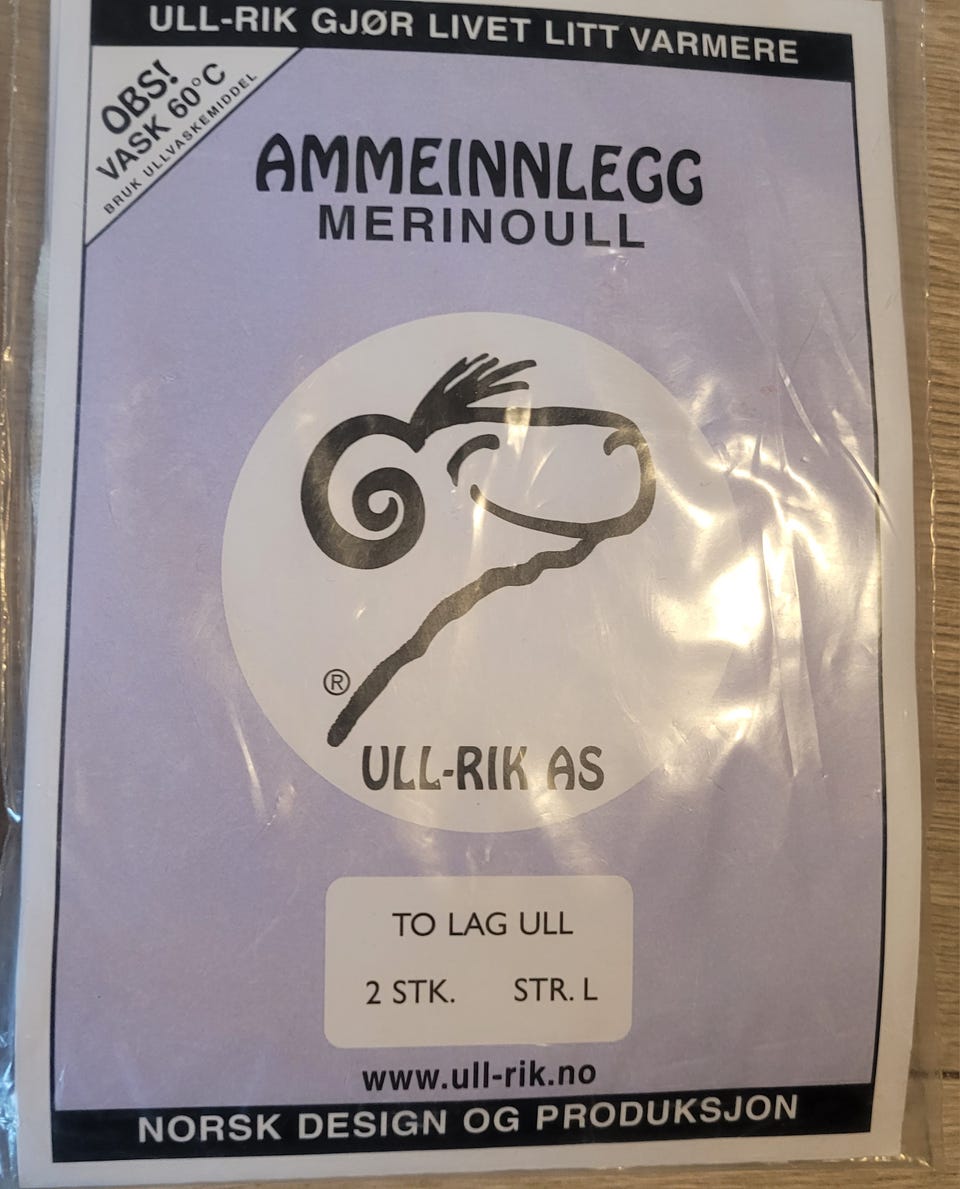 ULL-RIK GJØR LIVET LITT VARMERE
OBS!
VASK 60°C
BRUK ULLVASKEMIDDEL
AMMEINNLEGG
MERINOULL
®
ULL-RIK AS
TO LAG ULL
2 STK. STR. L
www.ull-rik.no
NORSK DESIGN OG PRODUKSJON